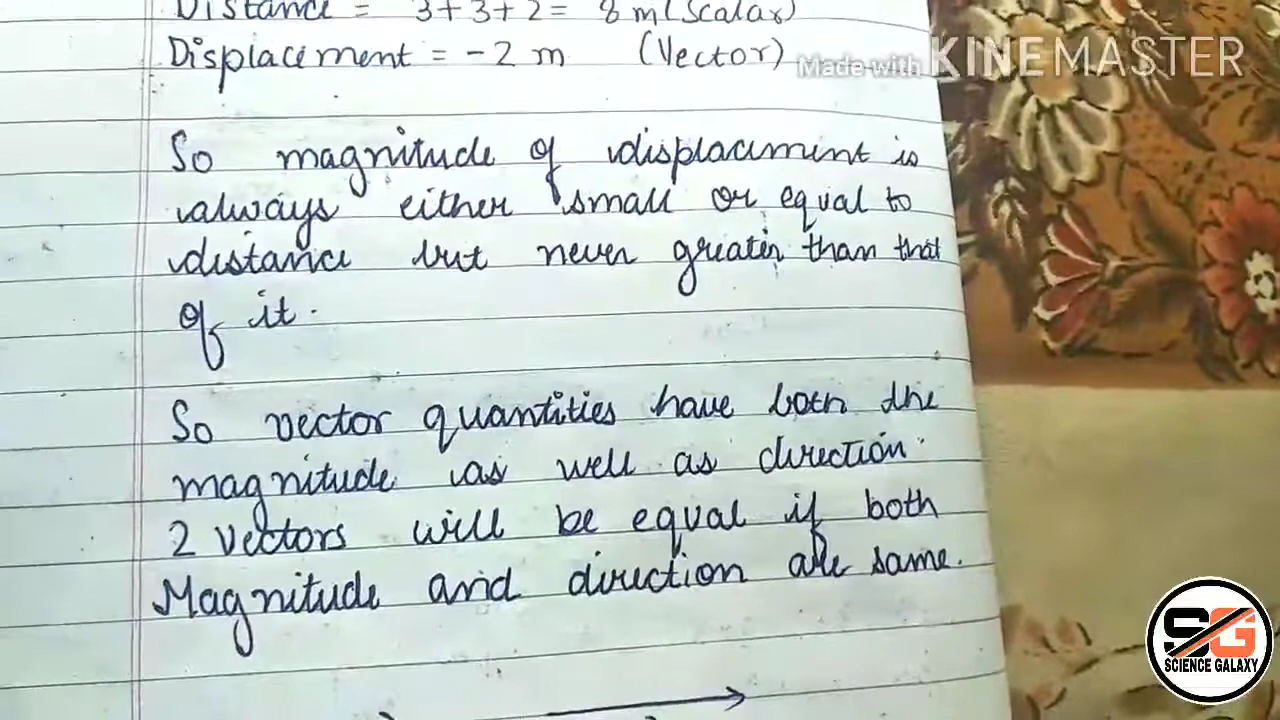 Distance = 3+3+2 = 8 m (Scalar)
Displacement = -2 m (Vector)
Made with KINEMASTER
So magnitude of displacement is
always either small or equal to
distance but never greater than that
of it.
So vector quantities have both the
magnitude as well as direction.
2 vectors will be equal if both
Magnitude and direction are same.
SG
SCIENCE GALAXY